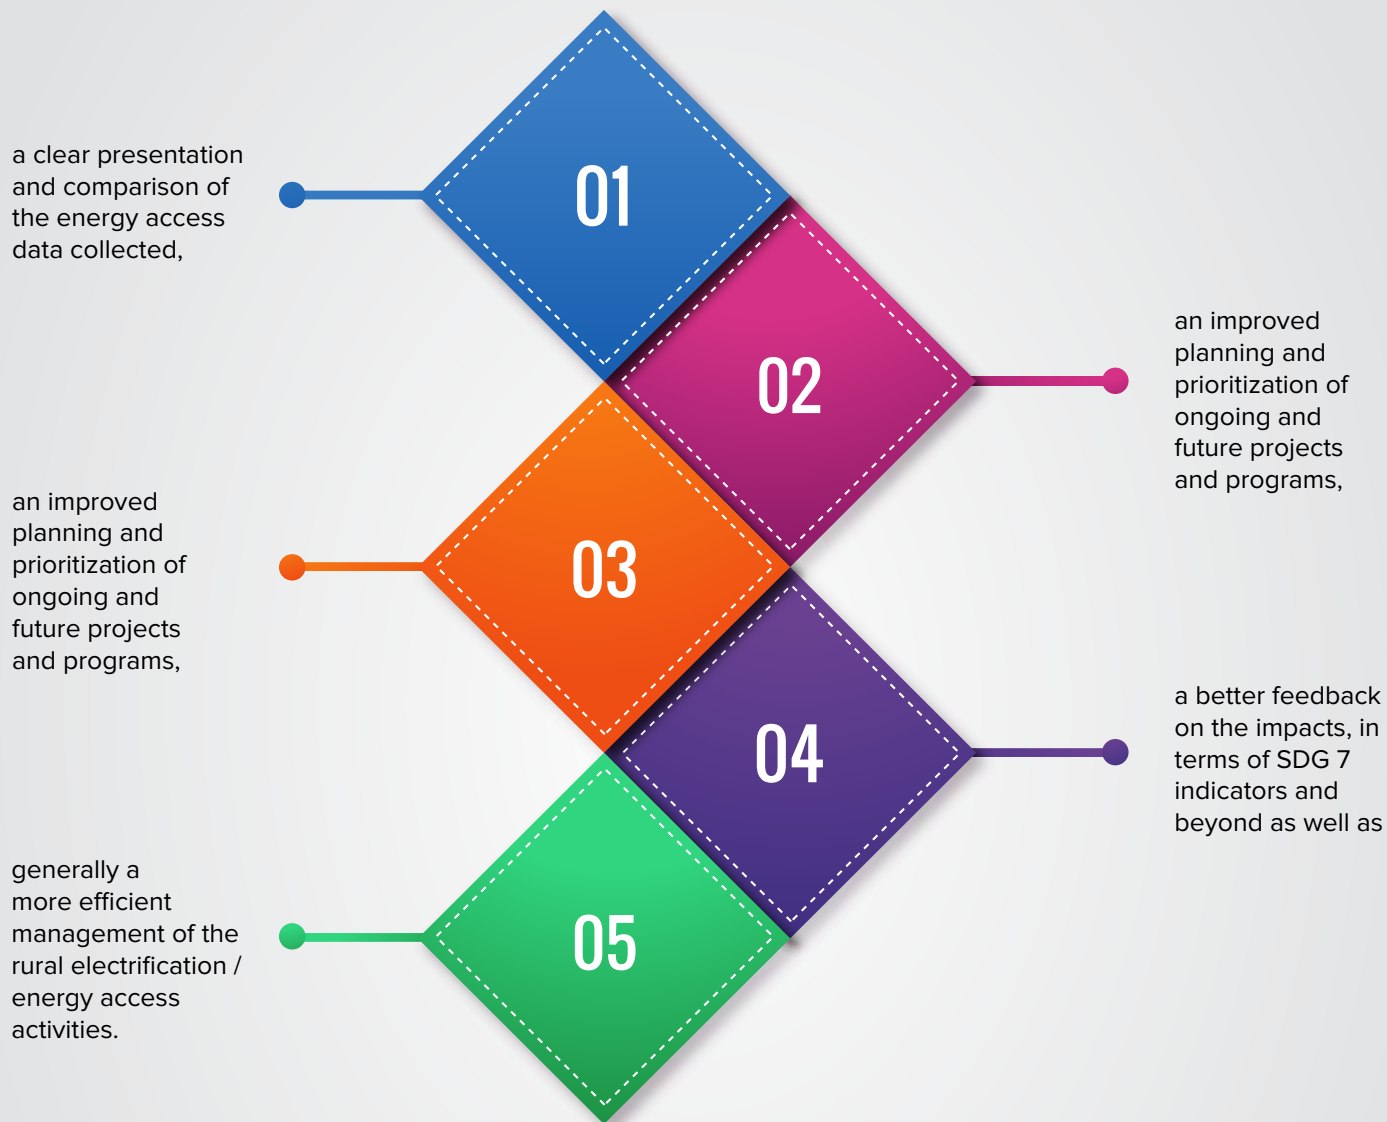 01
a clear presentation
and comparison of
the energy access
data collected,
02
an improved
planning and
prioritization of
ongoing and
future projects
and programs,
03
an improved
planning and
prioritization of
ongoing and
future projects
and programs,
04
a better feedback
on the impacts, in
terms of SDG 7
indicators and
beyond as well as
05
generally a
more efficient
management of the
rural electrification /
energy access
activities.